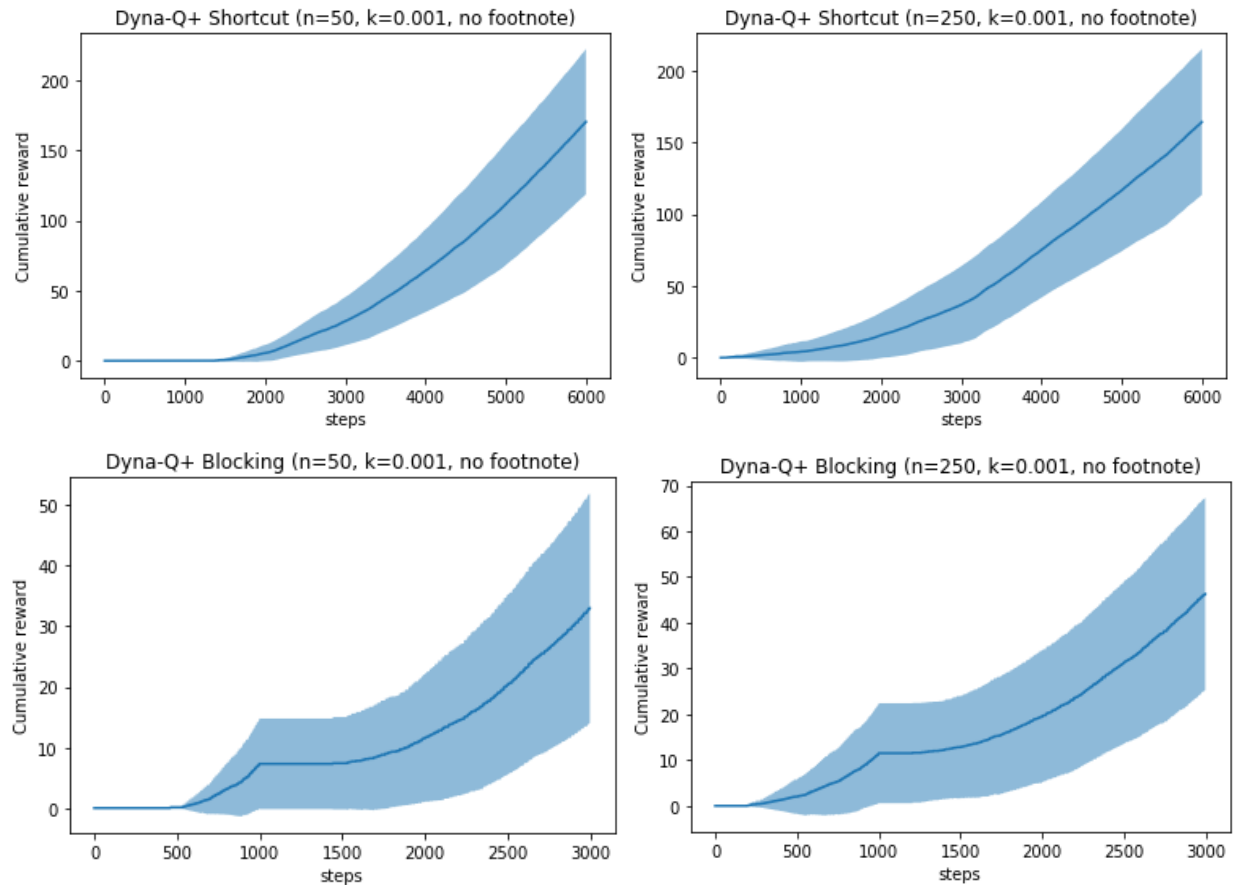 Dyna-Q+ Shortcut (n=50, k=0.001, no footnote)
Cumulative reward
200
150
100
50
0
0 1000 2000 3000 4000 5000 6000
steps
Dyna-Q+ Shortcut (n=250, k=0.001, no footnote)
Cumulative reward
200
150
100
50
0
0 1000 2000 3000 4000 5000 6000
steps
Dyna-Q+ Blocking (n=50, k=0.001, no footnote)
Cumulative reward
50
40
30
20
10
0
0 500 1000 1500 2000 2500 3000
steps
Dyna-Q+ Blocking (n=250, k=0.001, no footnote)
Cumulative reward
70
60
50
40
30
20
10
0
0 500 1000 1500 2000 2500 3000
steps